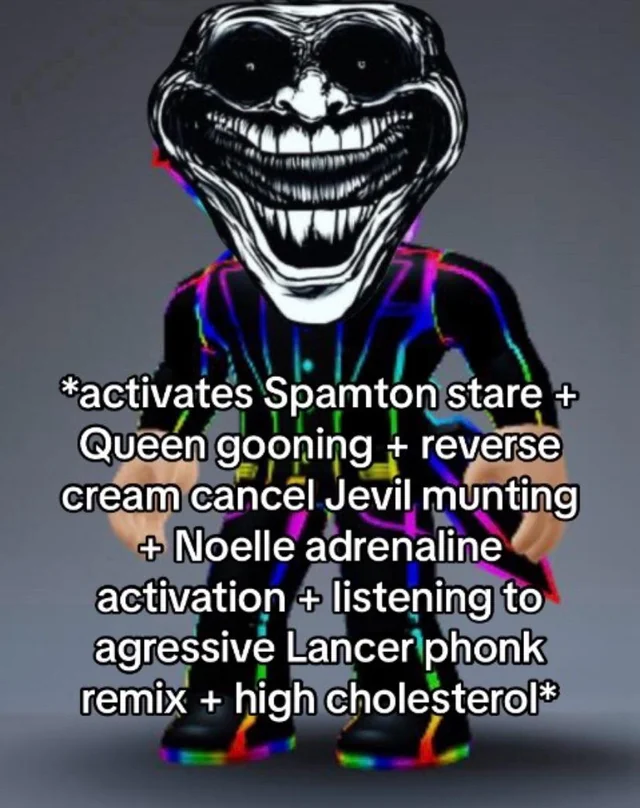 *activates Spamton stare +
Queen gooning + reverse
cream cancel Jevil munting
+ Noelle adrenaline
activation + listening to
agressive Lancer phonk
remix + high cholesterol*